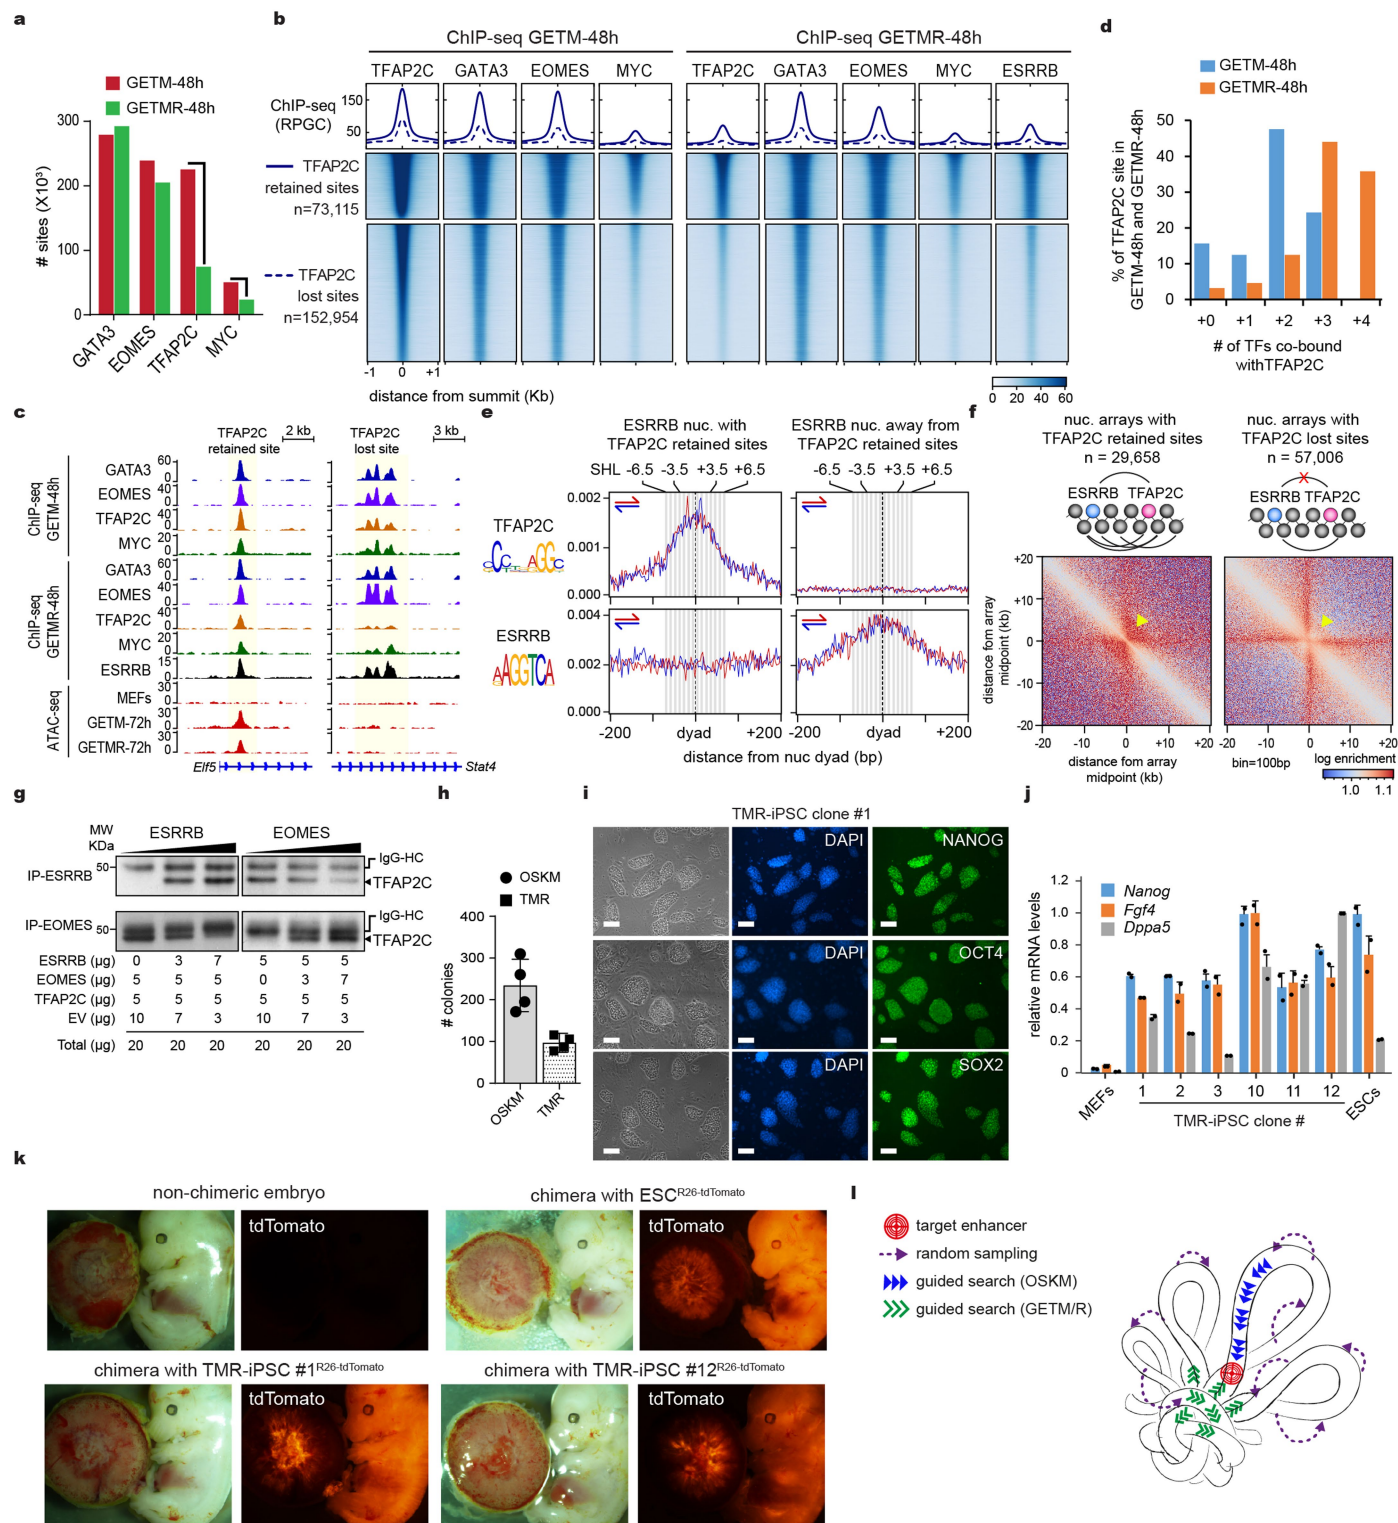 a
GETM-48h
GETMR-48h
# sites (X10³)
300
200
100
0
GATA3
EOMES
TFAP2C
MYC
b
ChIP-seq GETM-48h
ChIP-seq GETMR-48h
TFAP2C GATA3 EOMES MYC
TFAP2C GATA3 EOMES MYC ESRRB
ChIP-seq
(RPGC)
150
50
TFAP2C
retained sites
n=73,115
TFAP2C
lost sites
n=152,954
-1 0 +1
distance from summit (Kb)
0 20 40 60
d
GETM-48h
GETMR-48h
% of TFAP2C site in
GETM-48h and GETMR-48h
50
40
30
20
10
0
+0 +1 +2 +3 +4
# of TFs co-bound
withTFAP2C
c
TFAP2C
retained site
2 kb
TFAP2C
lost site
3 kb
ChIP-seq
GETM-48h
GATA3
60
0
EOMES
40
0
TFAP2C
40
0
MYC
20
0
ChIP-seq
GETMR-48h
GATA3
60
0
EOMES
40
0
TFAP2C
40
0
MYC
20
0
ESRRB
15
0
ATAC-seq
MEFs
30
0
GETM-72h
30
0
GETMR-72h
30
0
Elf5
Stat4
e
ESRRB nuc. with
TFAP2C retained sites
ESRRB nuc. away from
TFAP2C retained sites
SHL -6.5 -3.5 +3.5 +6.5
-6.5 -3.5 +3.5 +6.5
TFAP2C
0.002
0.001
0.000
ESRRB
AAGGTCA
0.004
0.002
0.000
-200 dyad +200
-200 dyad +200
distance from nuc dyad (bp)
f
nuc. arrays with
TFAP2C retained sites
n = 29,658
nuc. arrays with
TFAP2C lost sites
n = 57,006
ESRRB TFAP2C
ESRRB TFAP2C
distance fon array
midpoint (kb)
+20
+10
0
-10
-20
-20 -10 0 +10 +20
-20 -10 0 +10 +20
distance fom array
midpoint (kb)
bin=100bp
log enrichment
1.0 1.1
g
MW
KDa
ESRRB
EOMES
IP-ESRRB
50
IgG-HC
TFAP2C
IP-EOMES
50
IgG-HC
TFAP2C
ESRRB (µg) 0 3 7 5 5 5
EOMES (µg) 5 5 5 0 3 7
TFAP2C (µg) 5 5 5 5 5 5
EV (µg) 10 7 3 10 7 3
Total (µg) 20 20 20 20 20 20
h
OSKM
TMR
# colonies
400
300
200
100
0
OSKM
TMR
i
TMR-iPSC clone #1
DAPI
NANOG
DAPI
OCT4
DAPI
SOX2
j
relative mRNA levels
1.2
1.0
0.8
0.6
0.4
0.2
0
Nanog
Fgf4
Dppa5
MEFs
1 2 3 10 11 12
ESCs
TMR-iPSC clone #
k
non-chimeric embryo
chimera with ESC R26-tdTomato
tdTomato
tdTomato
chimera with TMR-iPSC #1 R26-tdTomato
chimera with TMR-iPSC #12 R26-tdTomato
tdTomato
tdTomato
l
target enhancer
random sampling
guided search (OSKM)
guided search (GETM/R)